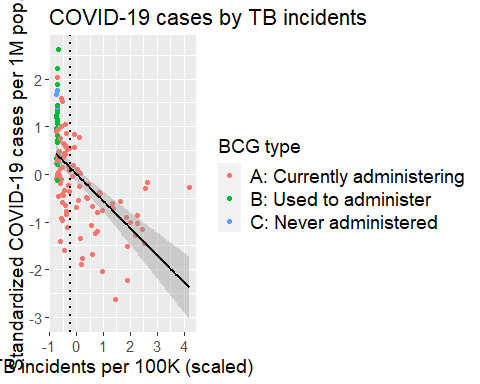 COVID-19 cases by TB incidents
Standardized COVID-19 cases per 1M pop.
2
1
0
-1
-2
-3
-1 0 1 2 3 4
TB incidents per 100K (scaled)
BCG type
A: Currently administering
B: Used to administer
C: Never administered